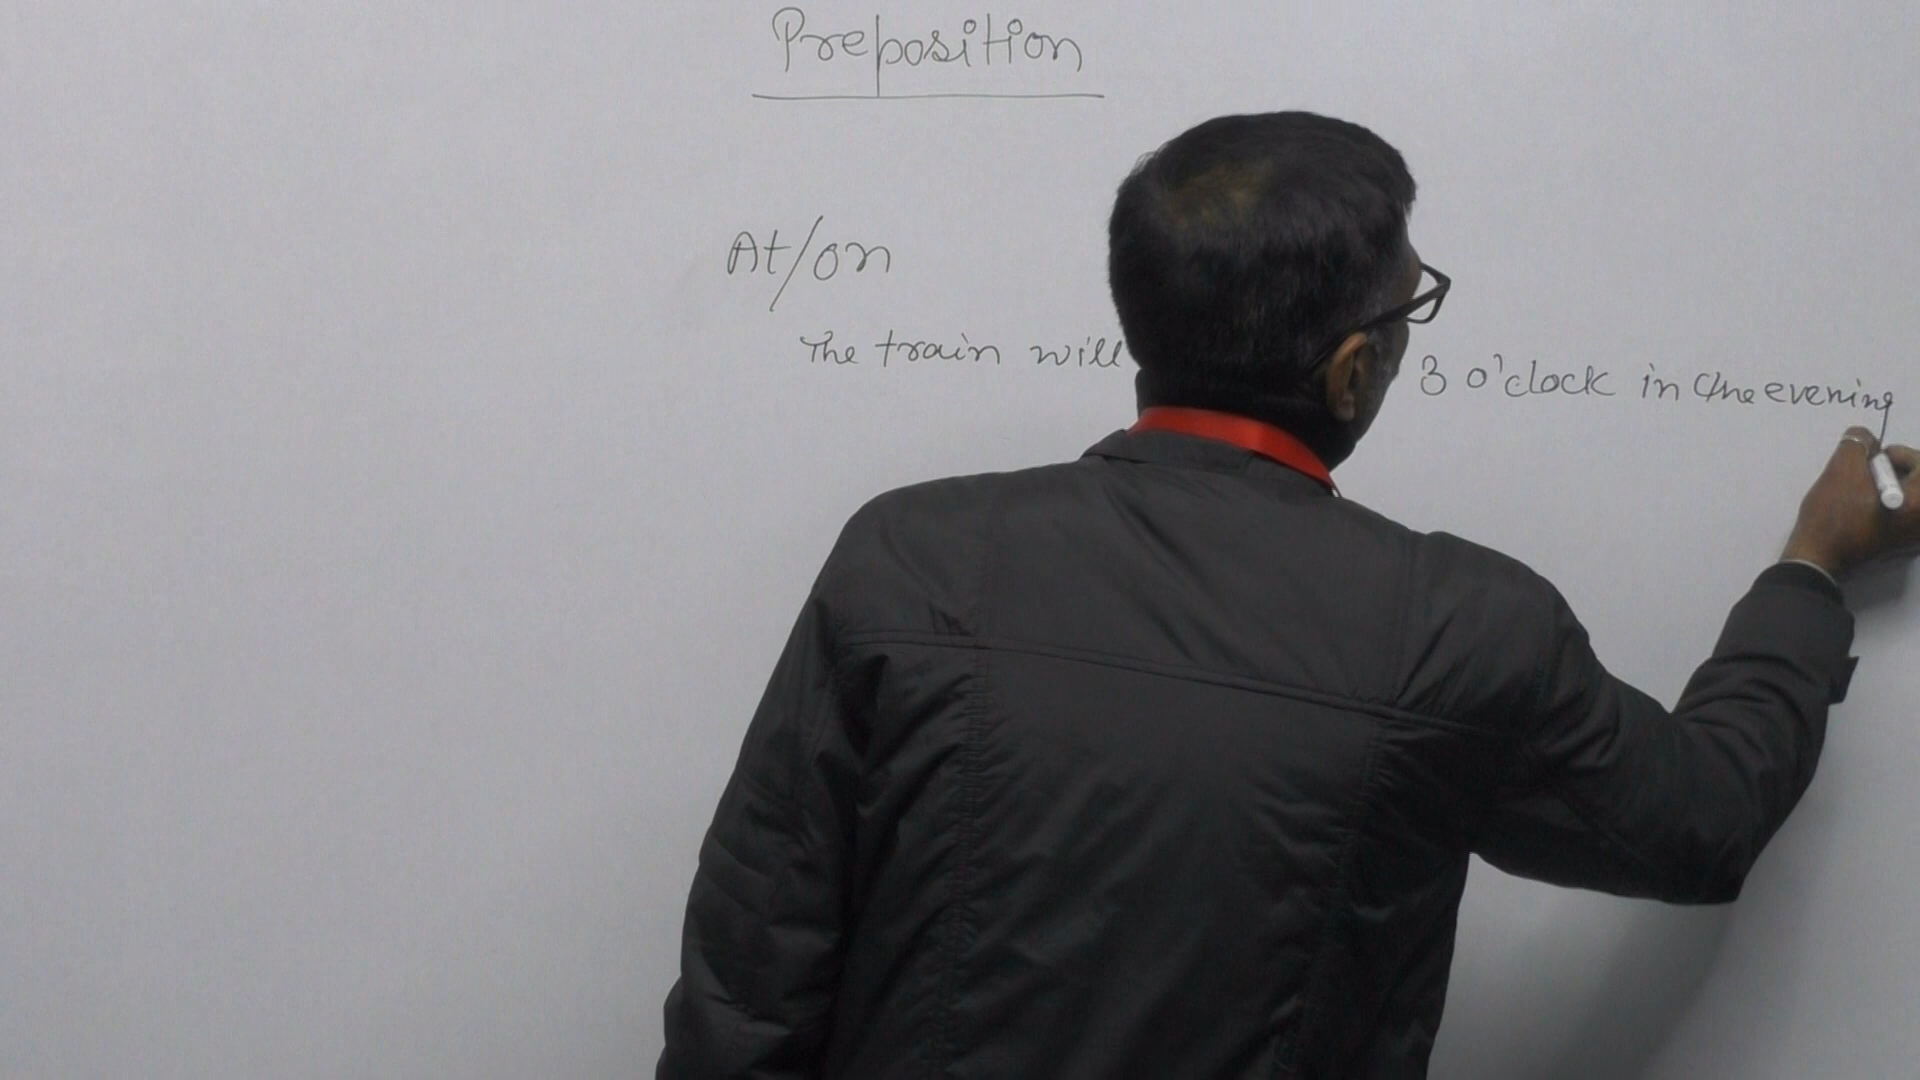 Preposition
At/on
The train will 3 o'clock in the evening